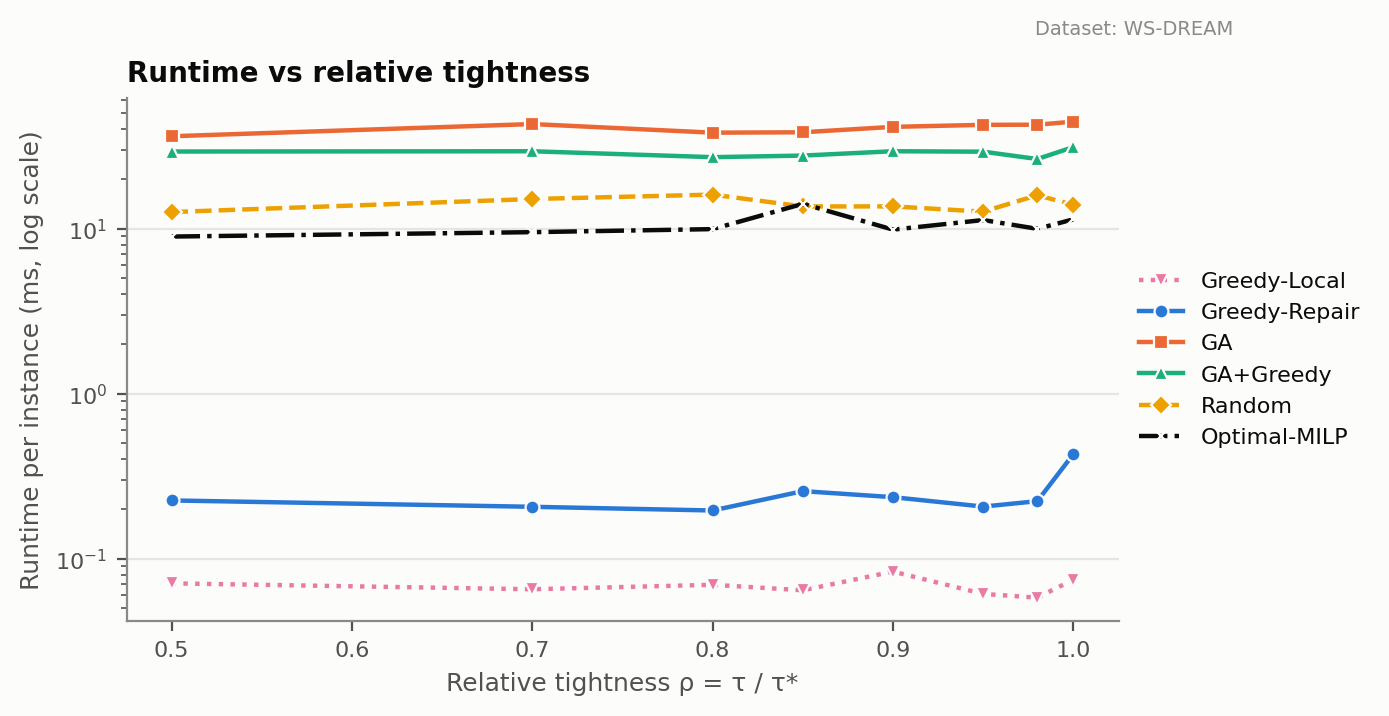 Dataset: WS-DREAM
Runtime vs relative tightness
Runtime per instance (ms, log scale)
10¹
10⁰
10⁻¹
0.5 0.6 0.7 0.8 0.9 1.0
Relative tightness ρ = τ / τ*
Greedy-Local
Greedy-Repair
GA
GA+Greedy
Random
Optimal-MILP